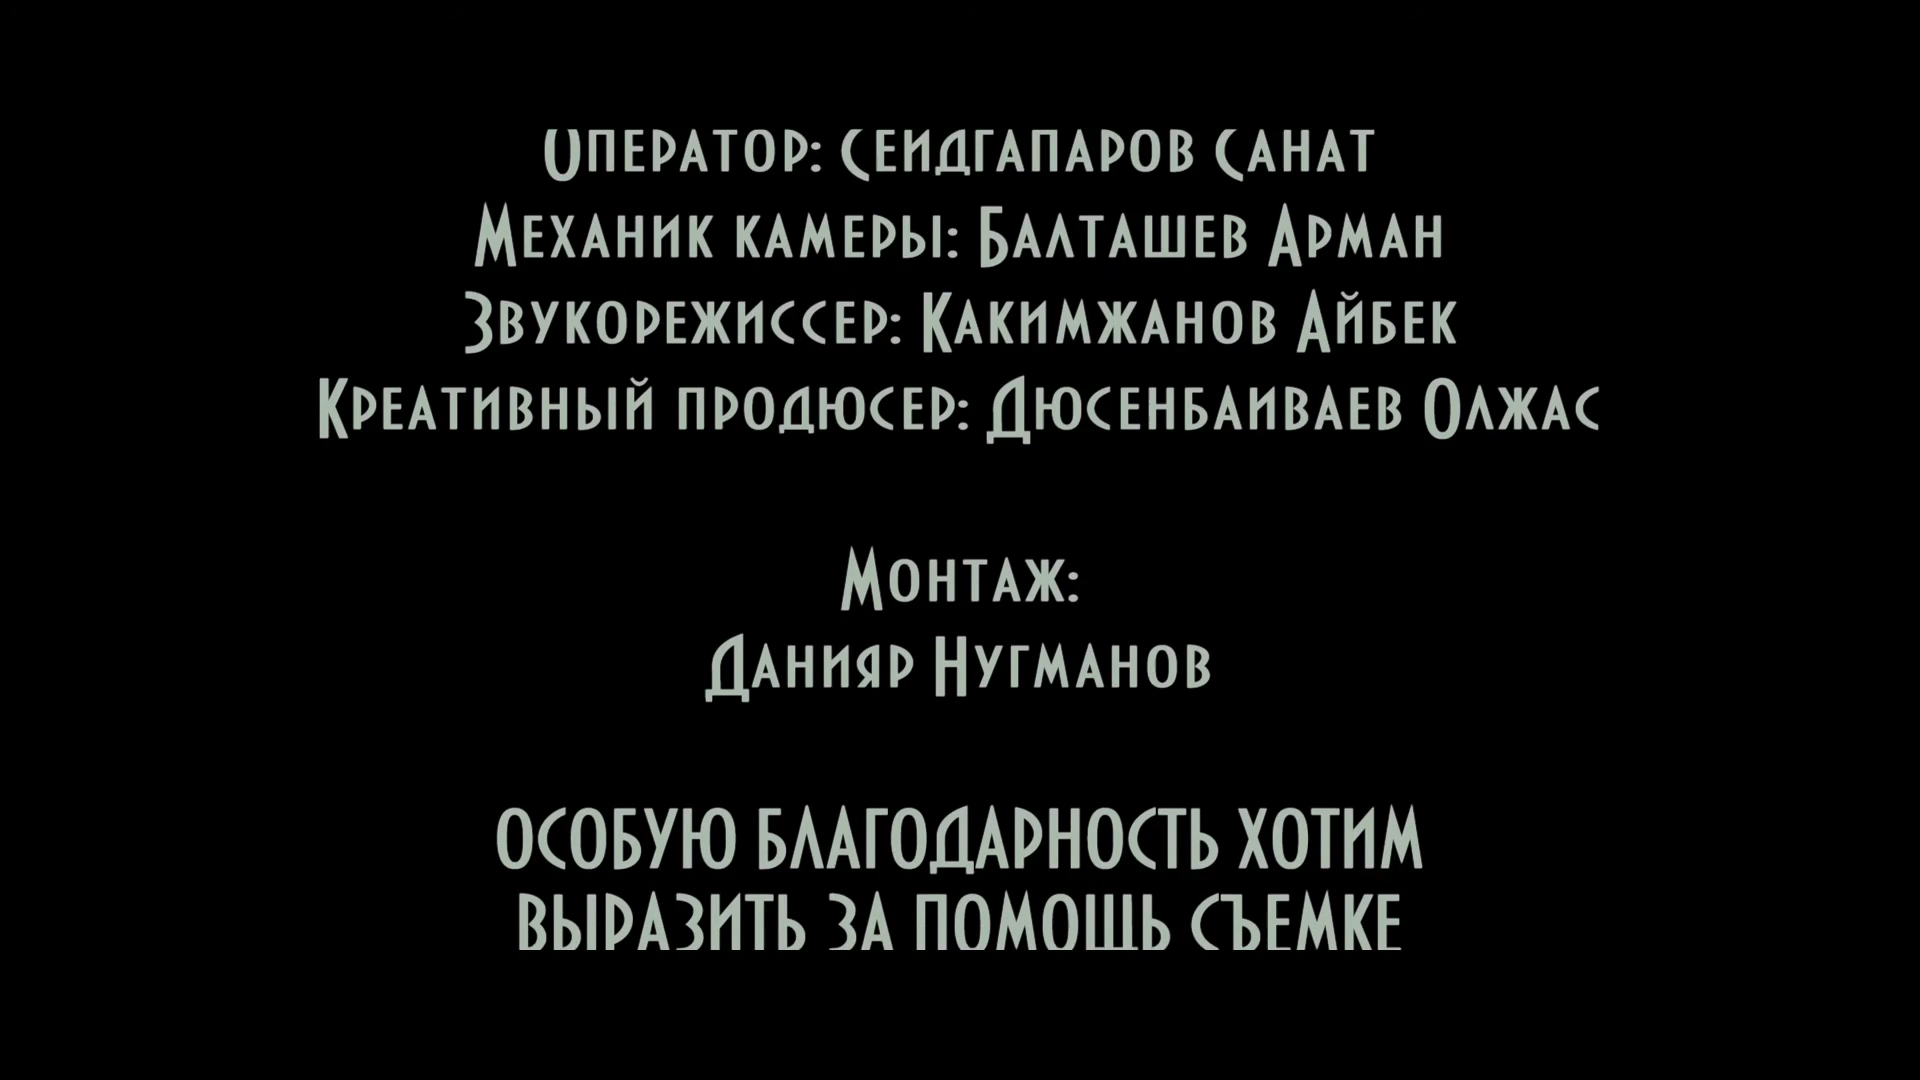 Оператор: Сеидгапаров Санат
Механик камеры: Балташев Арман
Звукорежиссер: Какимжанов Айбек
Креативный продюсер: Дюсенбаиваев Олжас
Монтаж:
Данияр Нугманов
ОСОБУЮ БЛАГОДАРНОСТЬ ХОТИМ
ВЫРАЗИТЬ ЗА ПОМОЩЬ СЪЕМКЕ